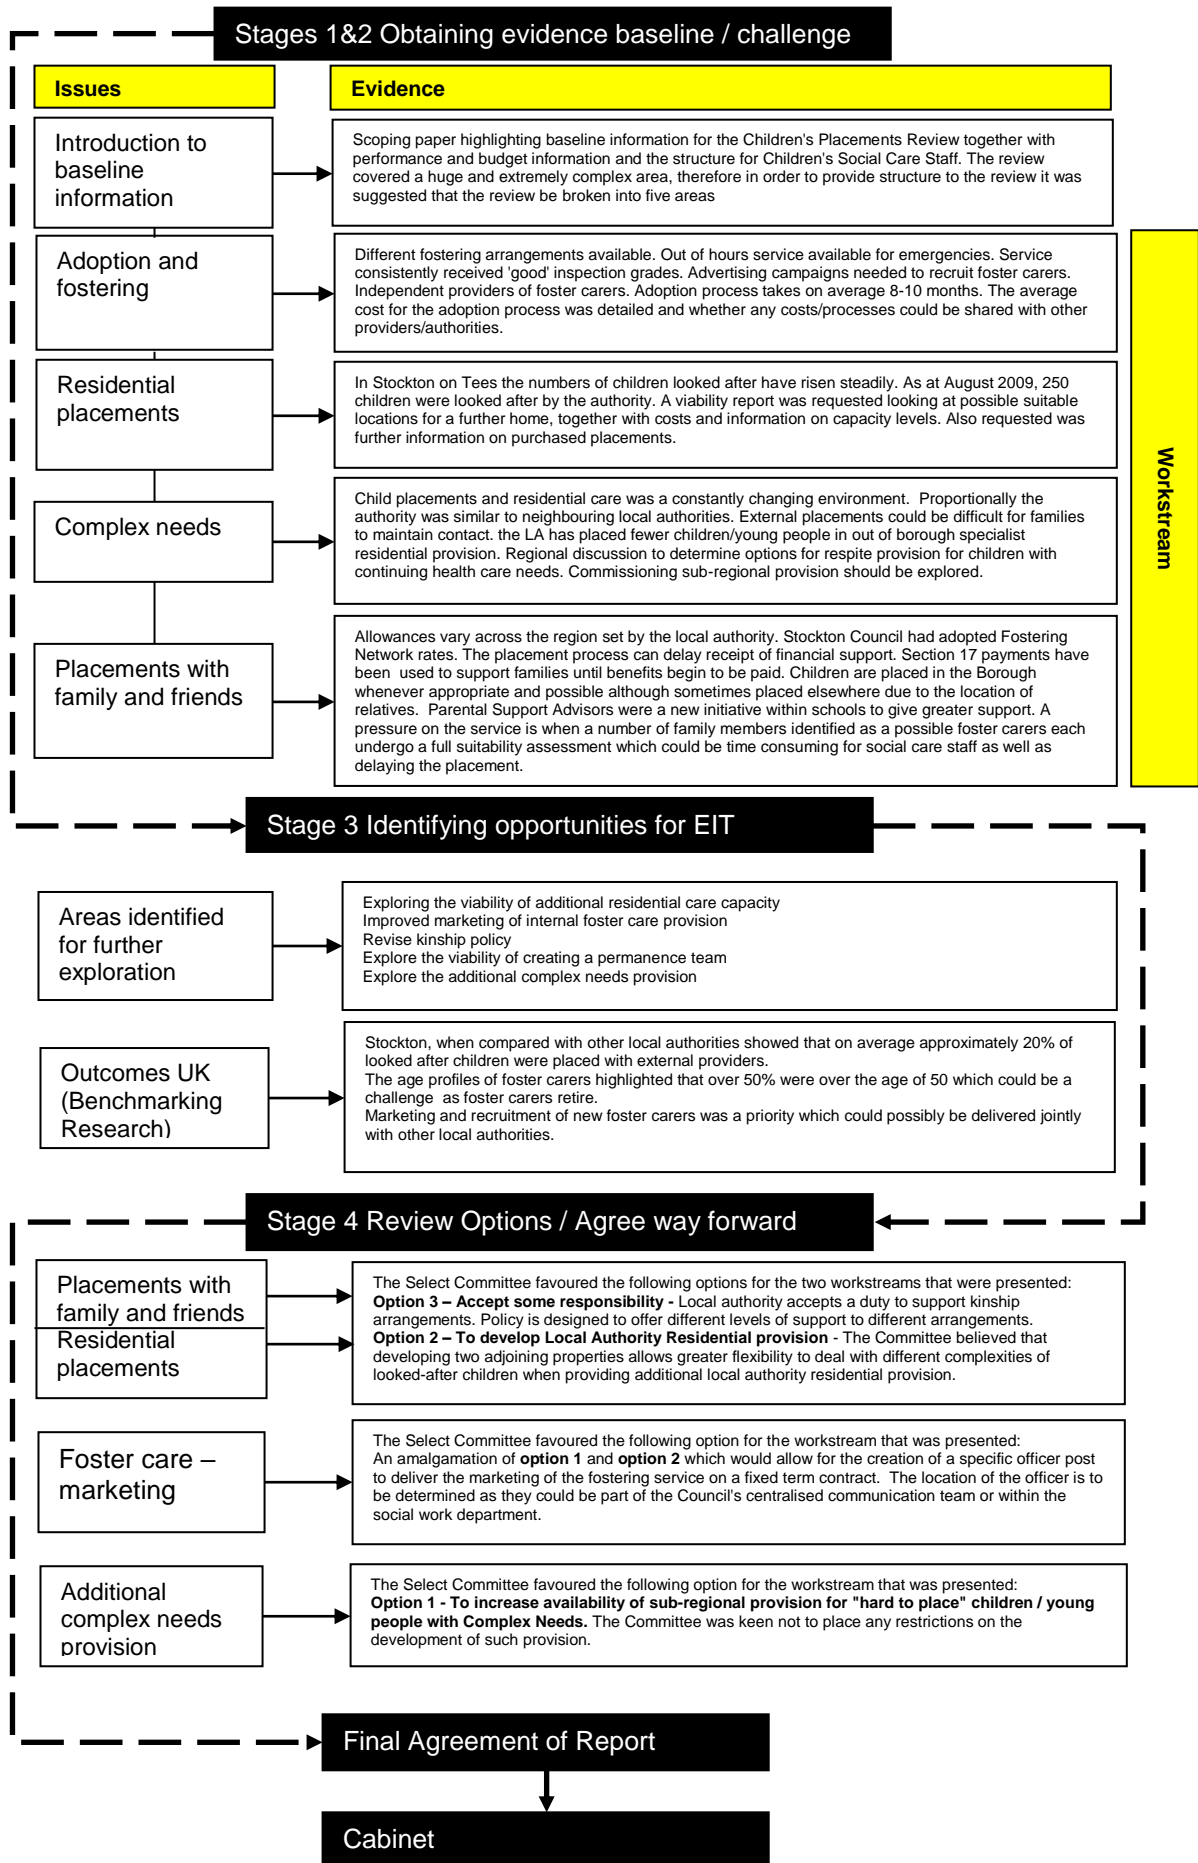 Stages 1&2 Obtaining evidence baseline / challenge
Issues
Evidence
Introduction to
baseline
information
Scoping paper highlighting baseline information for the Children's Placements Review together with
performance and budget information and the structure for Children's Social Care Staff. The review
covered a huge and extremely complex area, therefore in order to provide structure to the review it was
suggested that the review be broken into five areas
Workstream
Adoption and
fostering
Different fostering arrangements available. Out of hours service available for emergencies. Service
consistently received 'good' inspection grades. Advertising campaigns needed to recruit foster carers.
Independent providers of foster carers. Adoption process takes on average 8-10 months. The average
cost for the adoption process was detailed and whether any costs/processes could be shared with other
providers/authorities.
Residential
placements
In Stockton on Tees the numbers of children looked after have risen steadily. As at August 2009, 250
children were looked after by the authority. A viability report was requested looking at possible suitable
locations for a further home, together with costs and information on capacity levels. Also requested was
further information on purchased placements.
Complex needs
Child placements and residential care was a constantly changing environment. Proportionally the
authority was similar to neighbouring local authorities. External placements could be difficult for families
to maintain contact. the LA has placed fewer children/young people in out of borough specialist
residential provision. Regional discussion to determine options for respite provision for children with
continuing health care needs. Commissioning sub-regional provision should be explored.
Placements with
family and friends
Allowances vary across the region set by the local authority. Stockton Council had adopted Fostering
Network rates. The placement process can delay receipt of financial support. Section 17 payments have
been used to support families until benefits begin to be paid. Children are placed in the Borough
whenever appropriate and possible although sometimes placed elsewhere due to the location of
relatives. Parental Support Advisors were a new initiative within schools to give greater support. A
pressure on the service is when a number of family members identified as a possible foster carers each
undergo a full suitability assessment which could be time consuming for social care staff as well as
delaying the placement.
Stage 3 Identifying opportunities for EIT
Areas identified
for further
exploration
Exploring the viability of additional residential care capacity
Improved marketing of internal foster care provision
Revise kinship policy
Explore the viability of creating a permanence team
Explore the additional complex needs provision
Outcomes UK
(Benchmarking
Research)
Stockton, when compared with other local authorities showed that on average approximately 20% of
looked after children were placed with external providers.
The age profiles of foster carers highlighted that over 50% were over the age of 50 which could be a
challenge as foster carers retire.
Marketing and recruitment of new foster carers was a priority which could possibly be delivered jointly
with other local authorities.
Stage 4 Review Options / Agree way forward
Placements with
family and friends
Residential
placements
The Select Committee favoured the following options for the two workstreams that were presented:
Option 3 – Accept some responsibility - Local authority accepts a duty to support kinship
arrangements. Policy is designed to offer different levels of support to different arrangements.
Option 2 – To develop Local Authority Residential provision - The Committee believed that
developing two adjoining properties allows greater flexibility to deal with different complexities of
looked-after children when providing additional local authority residential provision.
Foster care –
marketing
The Select Committee favoured the following option for the workstream that was presented:
An amalgamation of option 1 and option 2 which would allow for the creation of a specific officer post
to deliver the marketing of the fostering service on a fixed term contract. The location of the officer is to
be determined as they could be part of the Council's centralised communication team or within the
social work department.
Additional
complex needs
provision
The Select Committee favoured the following option for the workstream that was presented:
Option 1 - To increase availability of sub-regional provision for "hard to place" children / young
people with Complex Needs. The Committee was keen not to place any restrictions on the
development of such provision.
Final Agreement of Report
Cabinet